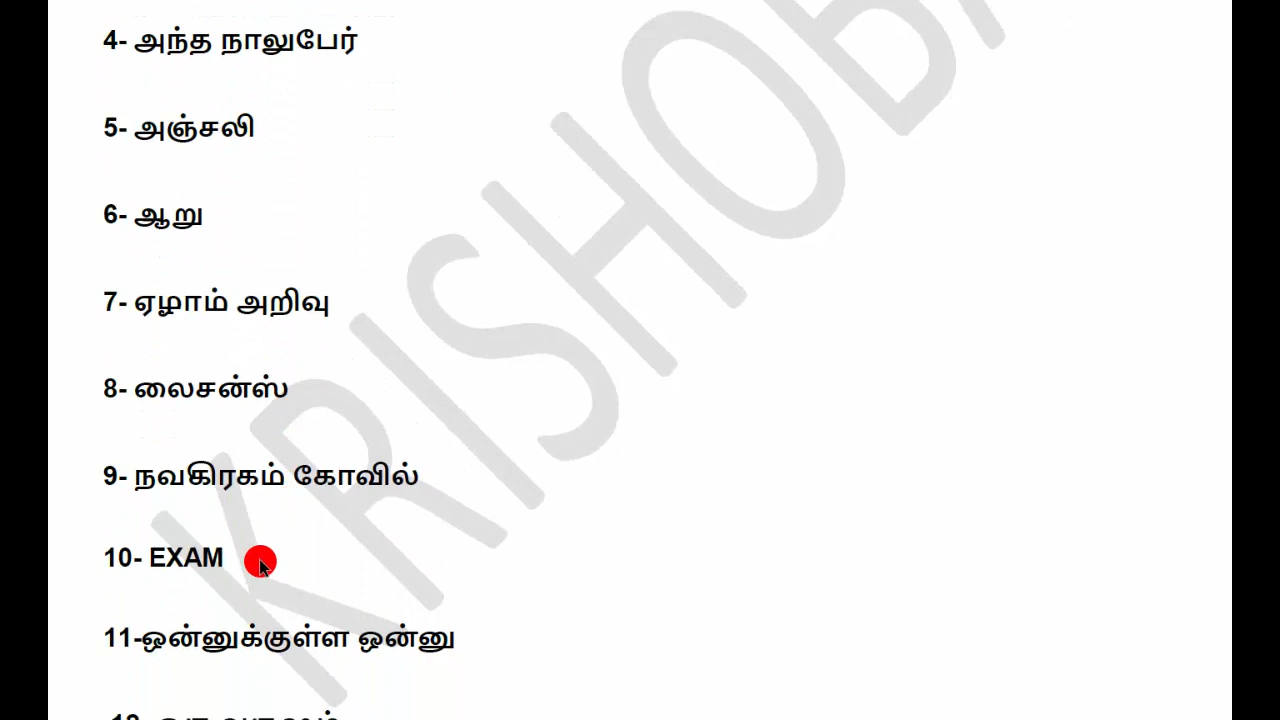 4- அந்த நாலுபேர்
5- அஞ்சலி
6- ஆறு
7- ஏழாம் அறிவு
8- லைசன்ஸ்
9- நவகிரகம் கோவில்
10- EXAM
11-ஒன்னுக்குள்ள ஒன்னு